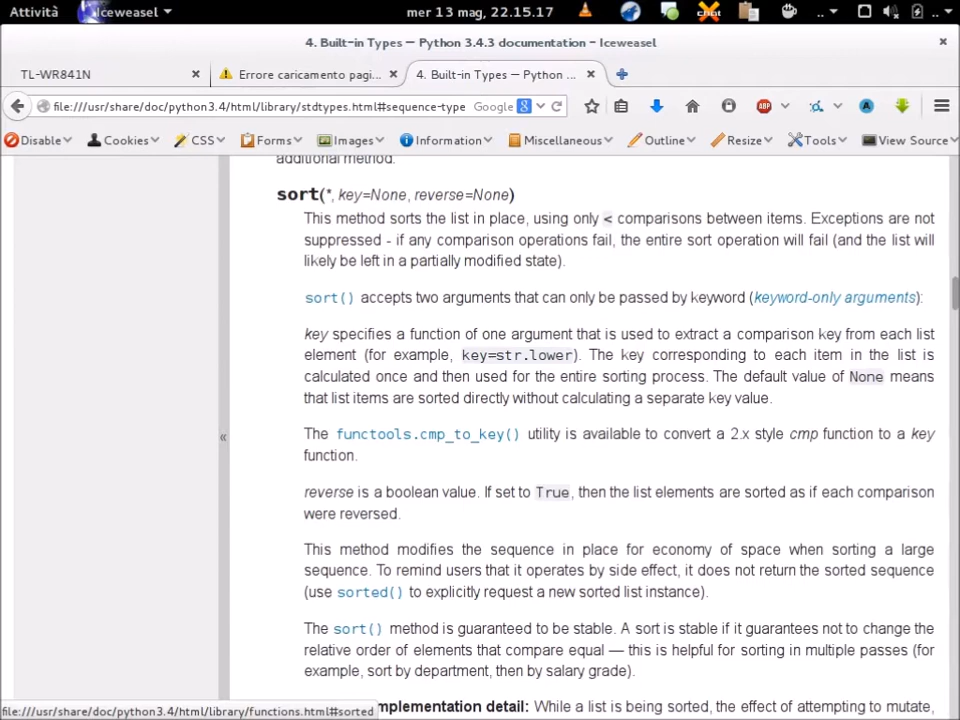 Attività
Iceweasel
mer 13 mag, 22.15.17
xchat
4. Built-in Types — Python 3.4.3 documentation - Iceweasel
TL-WR841N
Errore caricamento pagi...
4. Built-in Types — Python ...
file:///usr/share/doc/python3.4/html/library/stdtypes.html#sequence-type
Google
ABP
Disable
Cookies
CSS
Forms
Images
Information
Miscellaneous
Outline
Resize
Tools
View Source
additional method.
sort(*, key=None, reverse=None)
This method sorts the list in place, using only < comparisons between items. Exceptions are not
suppressed - if any comparison operations fail, the entire sort operation will fail (and the list will
likely be left in a partially modified state).
sort() accepts two arguments that can only be passed by keyword (keyword-only arguments):
key specifies a function of one argument that is used to extract a comparison key from each list
element (for example, key=str.lower). The key corresponding to each item in the list is
calculated once and then used for the entire sorting process. The default value of None means
that list items are sorted directly without calculating a separate key value.
The functools.cmp_to_key() utility is available to convert a 2.x style cmp function to a key
function.
reverse is a boolean value. If set to True, then the list elements are sorted as if each comparison
were reversed.
This method modifies the sequence in place for economy of space when sorting a large
sequence. To remind users that it operates by side effect, it does not return the sorted sequence
(use sorted() to explicitly request a new sorted list instance).
The sort() method is guaranteed to be stable. A sort is stable if it guarantees not to change the
relative order of elements that compare equal — this is helpful for sorting in multiple passes (for
example, sort by department, then by salary grade).
mplementation detail: While a list is being sorted, the effect of attempting to mutate,
file:///usr/share/doc/python3.4/html/library/functions.html#sorted